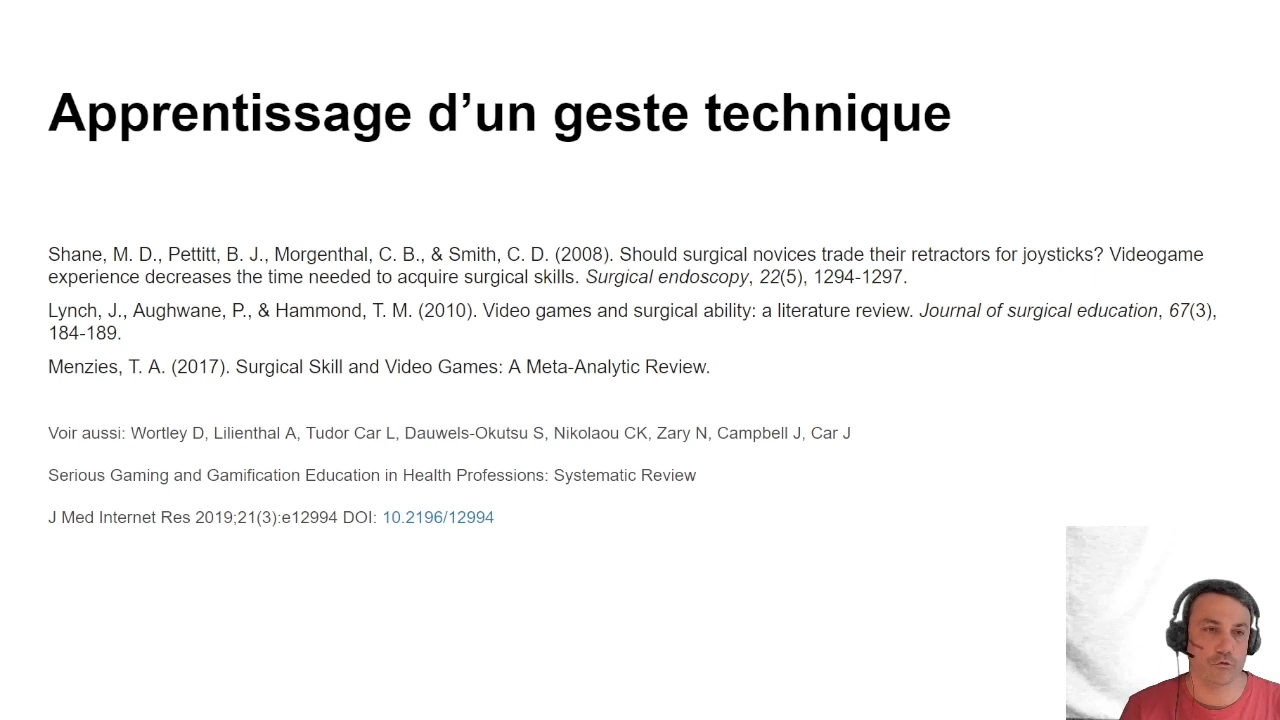 Apprentissage d’un geste technique
Shane, M. D., Pettitt, B. J., Morgenthal, C. B., & Smith, C. D. (2008). Should surgical novices trade their retractors for joysticks? Videogame
experience decreases the time needed to acquire surgical skills. Surgical endoscopy, 22(5), 1294-1297.
Lynch, J., Aughwane, P., & Hammond, T. M. (2010). Video games and surgical ability: a literature review. Journal of surgical education, 67(3),
184-189.
Menzies, T. A. (2017). Surgical Skill and Video Games: A Meta-Analytic Review.
Voir aussi: Wortley D, Lilienthal A, Tudor Car L, Dauwels-Okutsu S, Nikolaou CK, Zary N, Campbell J, Car J
Serious Gaming and Gamification Education in Health Professions: Systematic Review
J Med Internet Res 2019;21(3):e12994 DOI: 10.2196/12994